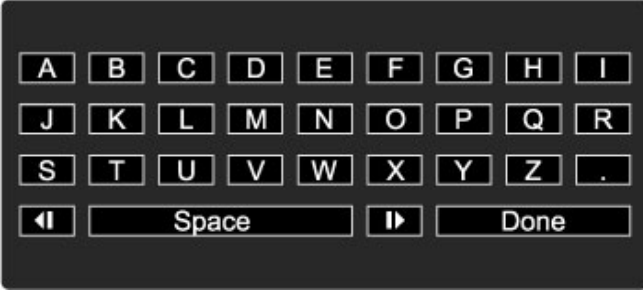 A B C D E F G H I
J K L M N O P Q R
S T U V W X Y Z .
Space Done